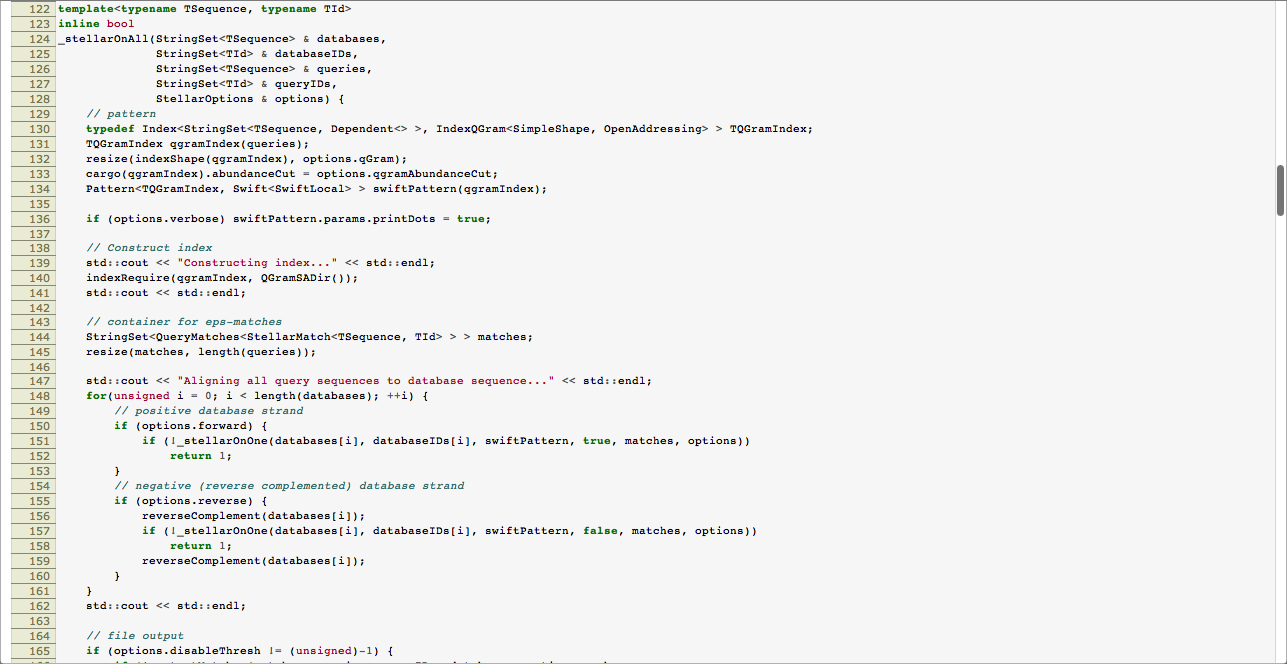 122 template<typename TSequence, typename TId>
123 inline bool
124 _stellarOnAll(StringSet<TSequence> & databases,
125               StringSet<TId> & databaseIDs,
126               StringSet<TSequence> & queries,
127               StringSet<TId> & queryIDs,
128               StellarOptions & options) {
129     // pattern
130     typedef Index<StringSet<TSequence, Dependent<> >, IndexQGram<SimpleShape, OpenAddressing> > TQGramIndex;
131     TQGramIndex qgramIndex(queries);
132     resize(indexShape(qgramIndex), options.qGram);
133     cargo(qgramIndex).abundanceCut = options.qgramAbundanceCut;
134     Pattern<TQGramIndex, Swift<SwiftLocal> > swiftPattern(qgramIndex);
135
136     if (options.verbose) swiftPattern.params.printDots = true;
137
138     // Construct index
139     std::cout << "Constructing index..." << std::endl;
140     indexRequire(qgramIndex, QGramSADir());
141     std::cout << std::endl;
142
143     // container for eps-matches
144     StringSet<QueryMatches<StellarMatch<TSequence, TId> > > matches;
145     resize(matches, length(queries));
146
147     std::cout << "Aligning all query sequences to database sequence..." << std::endl;
148     for(unsigned i = 0; i < length(databases); ++i) {
149         // positive database strand
150         if (options.forward) {
151             if (!_stellarOnOne(databases[i], databaseIDs[i], swiftPattern, true, matches, options))
152                 return 1;
153         }
154         // negative (reverse complemented) database strand
155         if (options.reverse) {
156             reverseComplement(databases[i]);
157             if (!_stellarOnOne(databases[i], databaseIDs[i], swiftPattern, false, matches, options))
158                 return 1;
159             reverseComplement(databases[i]);
160         }
161     }
162     std::cout << std::endl;
163
164     // file output
165     if (options.disableThresh != (unsigned)-1) {